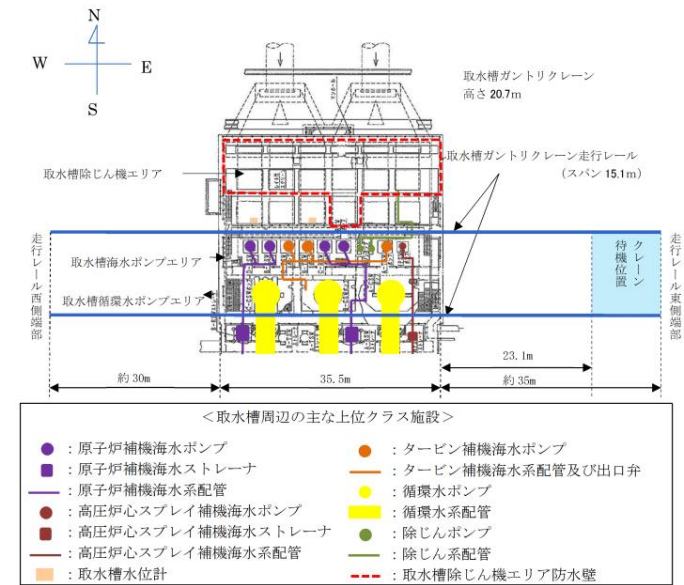 N
W
E
S
取水槽ガントリクレーン
高さ 20.7m
取水槽ガントリクレーン走行レール
(スパン 15.1m)
取水槽除じん機エリア
走行レール西側端部
取水槽海水ポンプエリア
取水槽循環水ポンプエリア
クレーン
待機位置
走行レール東側端部
23.1m
約30m
35.5m
約35m
＜取水槽周辺の主な上位クラス施設＞
：原子炉補機海水ポンプ
：原子炉補機海水ストレーナ
：原子炉補機海水系配管
：高圧炉心スプレイ補機海水ポンプ
：高圧炉心スプレイ補機海水ストレーナ
：高圧炉心スプレイ補機海水系配管
：取水槽水位計
：タービン補機海水ポンプ
：タービン補機海水系配管及び出口弁
：循環水ポンプ
：循環水系配管
：除じんポンプ
：除じん系配管
：取水槽除じん機エリア防水壁